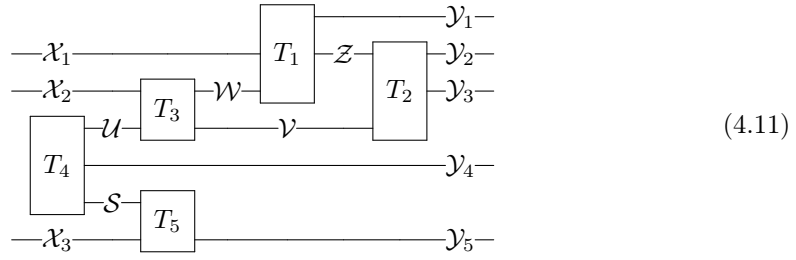 𝒴₁
𝒳₁ T₁ 𝒵 𝒴₂
𝒳₂ T₃ 𝒲 T₂ 𝒴₃
𝒰 𝒱 (4.11)
T₄ 𝒴₄
𝒮 T₅
𝒳₃ 𝒴₅